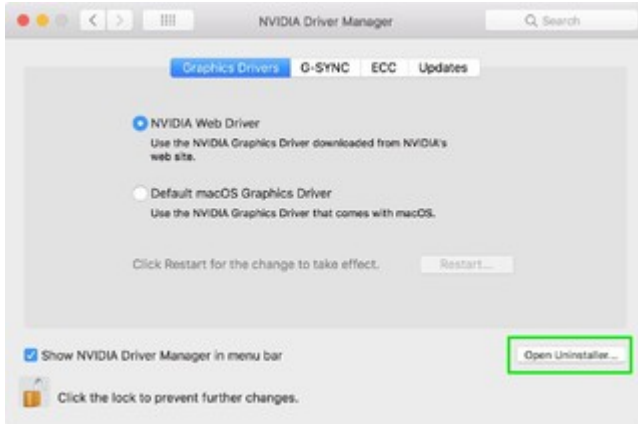 NVIDIA Driver Manager
Search
Graphics Drivers G-SYNC ECC Updates
NVIDIA Web Driver
Use the NVIDIA Graphics Driver downloaded from NVIDIA's
web site.
Default macOS Graphics Driver
Use the NVIDIA Graphics Driver that comes with macOS.
Click Restart for the change to take effect.
Restart...
Show NVIDIA Driver Manager in menu bar
Open Uninstaller...
Click the lock to prevent further changes.